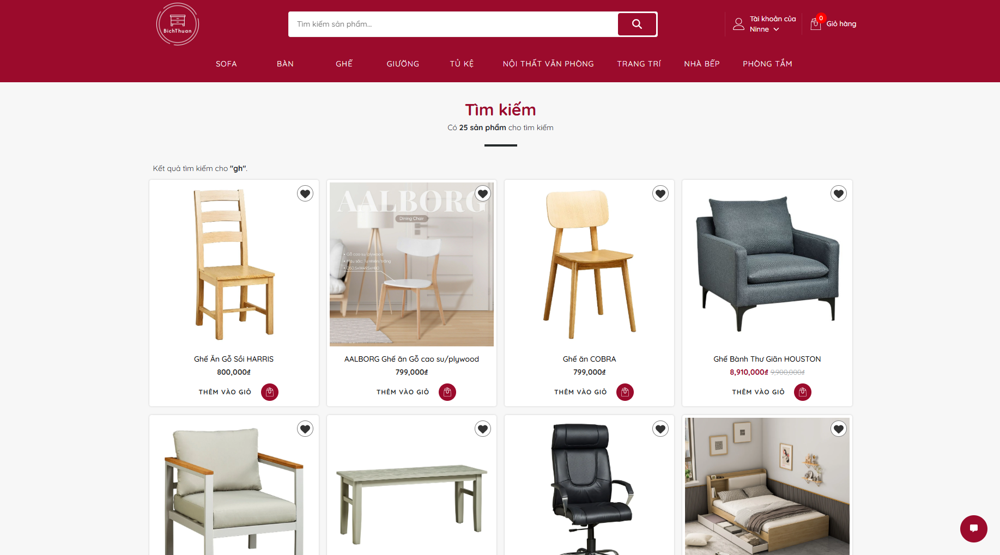 BichThuan
Tìm kiếm sản phẩm...
Tài khoản của
Ninne
0
Giỏ hàng
SOFA
BÀN
GHẾ
GIƯỜNG
TỦ KỆ
NỘI THẤT VĂN PHÒNG
TRANG TRÍ
NHÀ BẾP
PHÒNG TẮM
Tìm kiếm
Có 25 sản phẩm cho tìm kiếm
Kết quả tìm kiếm cho "gh".
AALBORG
Dining Chair
• Gỗ cao su/plywood
• Màu sắc: Tự nhiên/trắng
• D50.5xW48.5xH80
Ghế Ăn Gỗ Sồi HARRIS
800,000₫
THÊM VÀO GIỎ
AALBORG Ghế ăn Gỗ cao su/plywood
799,000₫
THÊM VÀO GIỎ
Ghế ăn COBRA
799,000₫
THÊM VÀO GIỎ
Ghế Bành Thư Giãn HOUSTON
8,910,000₫ 9,900,000₫
THÊM VÀO GIỎ